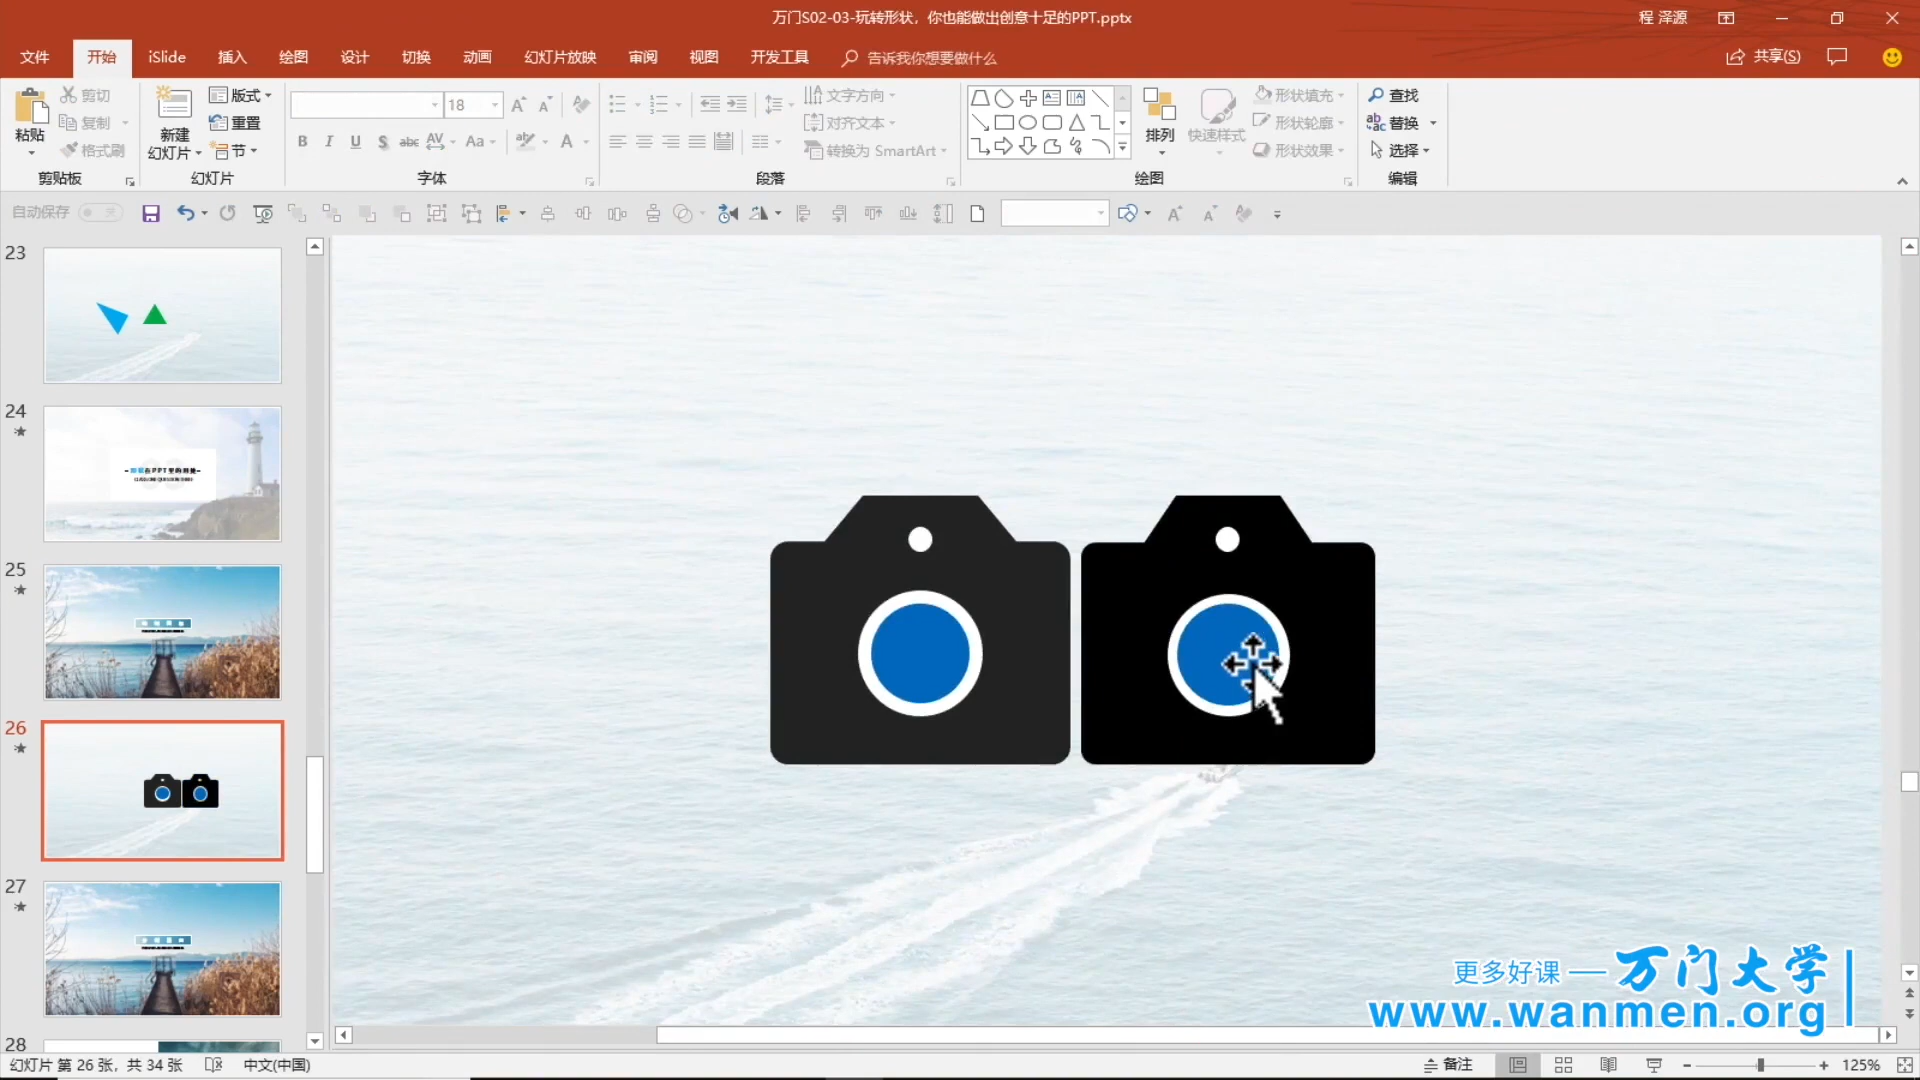 万门S02-03-玩转形状，你也能做出创意十足的PPT.pptx
程 泽源
文件 开始 iSlide 插入 绘图 设计 切换 动画 幻灯片放映 审阅 视图 开发工具 告诉我你想要做什么 共享(S)
粘贴 剪切 复制 格式刷
剪贴板
新建
幻灯片 版式 重置 节
幻灯片
18
B I U S abc AV Aa A
字体
文字方向
对齐文本
转换为 SmartArt
段落
排列 快速样式 形状填充
形状轮廓
形状效果
绘图
查找
替换
选择
编辑
自动保存
23
24
25
26
27
28
更多好课 — 万门大学
www.wanmen.org
幻灯片 第 26 张，共 34 张 中文(中国) 备注 125%